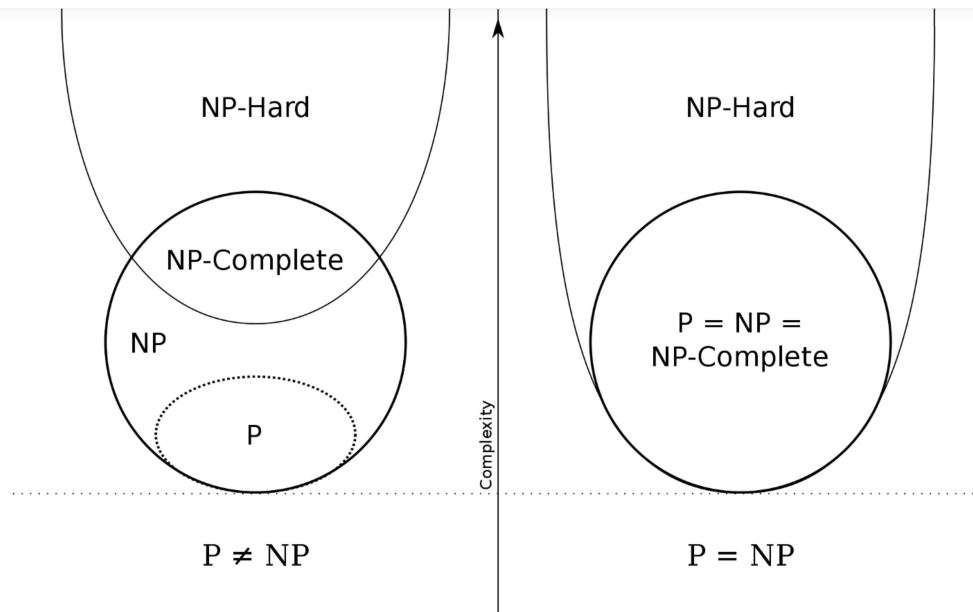 NP-Hard
NP-Complete
NP
P
P ≠ NP
Complexity
NP-Hard
P = NP =
NP-Complete
P = NP